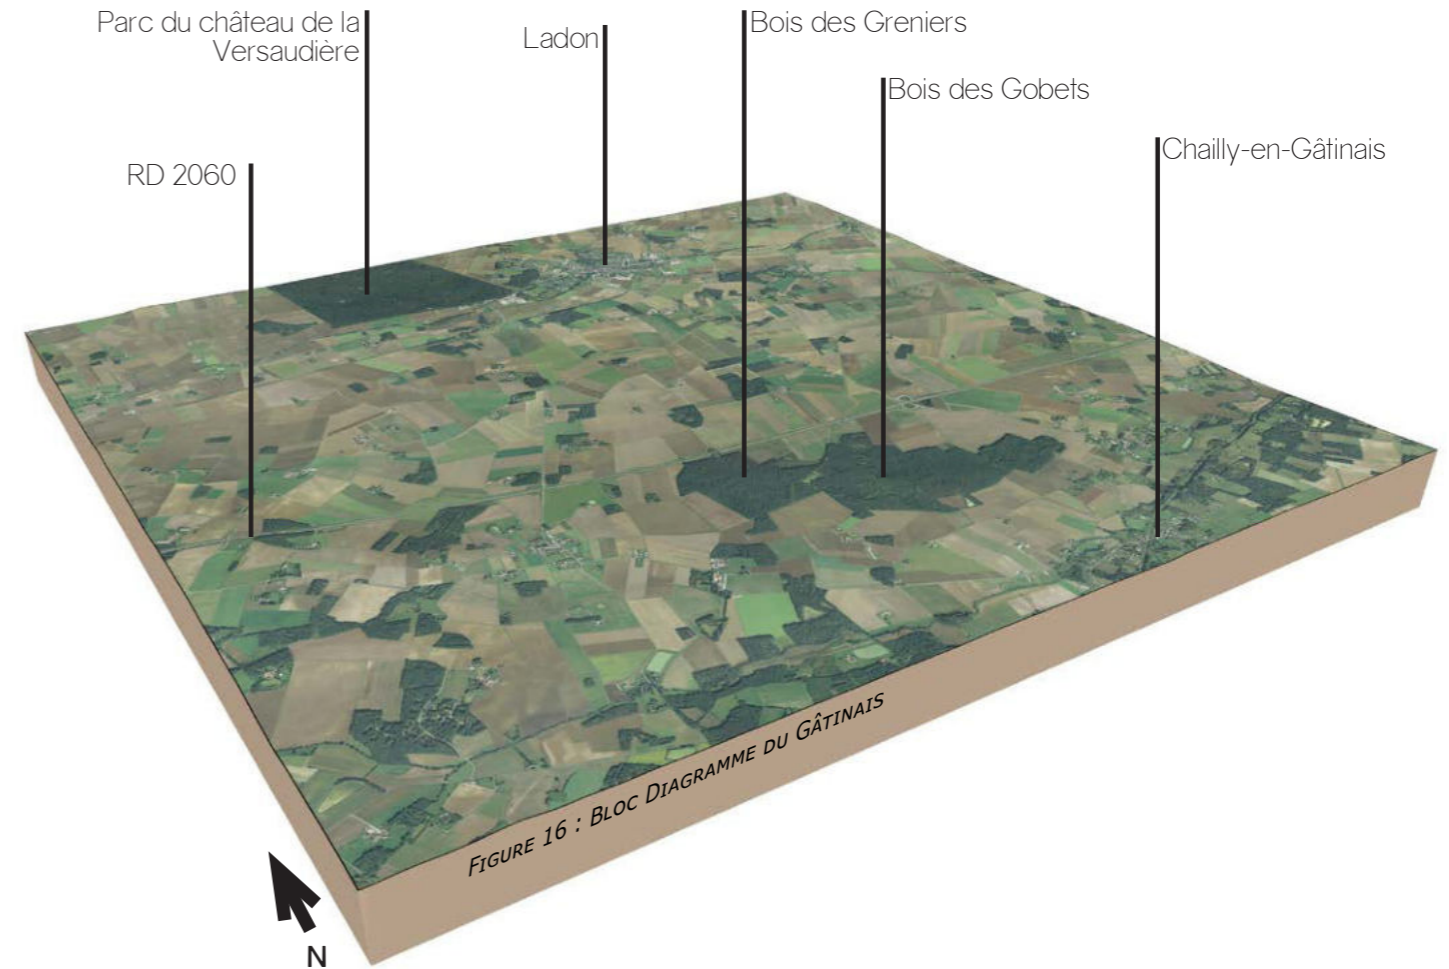 Parc du château de la
Versaudière
Ladon
Bois des Greniers
Bois des Gobets
Chailly-en-Gâtinais
RD 2060
FIGURE 16 : BLOC DIAGRAMME DU GÂTINAIS
N